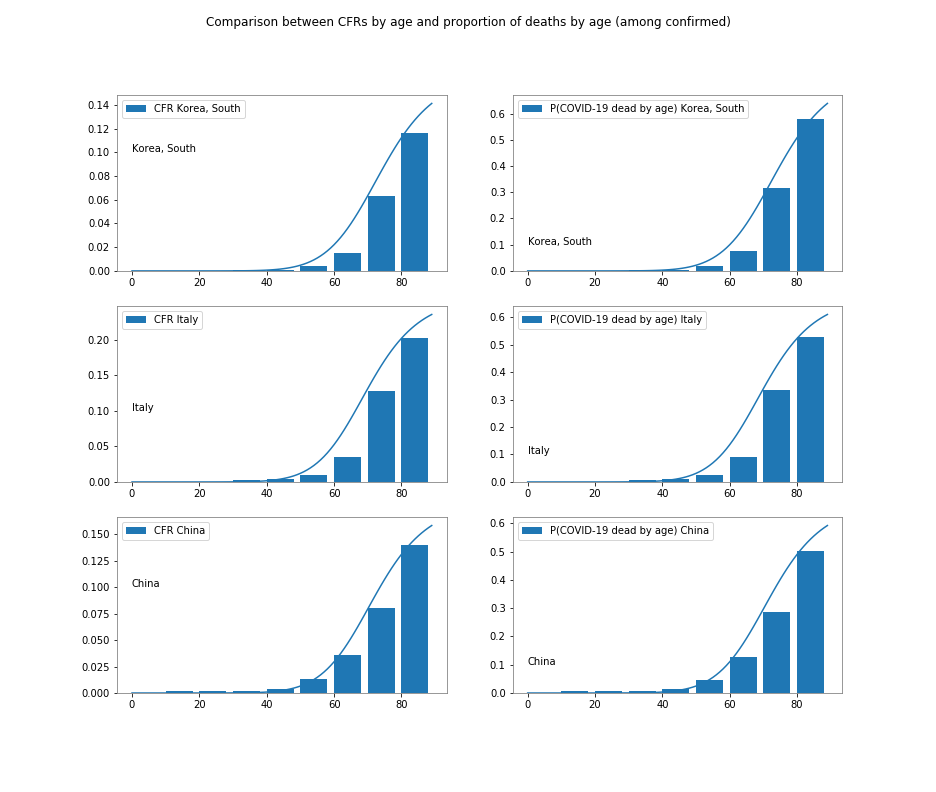 Comparison between CFRs by age and proportion of deaths by age (among confirmed)
CFR Korea, South
Korea, South
0.14
0.12
0.10
0.08
0.06
0.04
0.02
0.00
0 20 40 60 80
P(COVID-19 dead by age) Korea, South
Korea, South
0.6
0.5
0.4
0.3
0.2
0.1
0.0
0 20 40 60 80
CFR Italy
Italy
0.20
0.15
0.10
0.05
0.00
0 20 40 60 80
P(COVID-19 dead by age) Italy
Italy
0.6
0.5
0.4
0.3
0.2
0.1
0.0
0 20 40 60 80
CFR China
China
0.150
0.125
0.100
0.075
0.050
0.025
0.000
0 20 40 60 80
P(COVID-19 dead by age) China
China
0.6
0.5
0.4
0.3
0.2
0.1
0.0
0 20 40 60 80